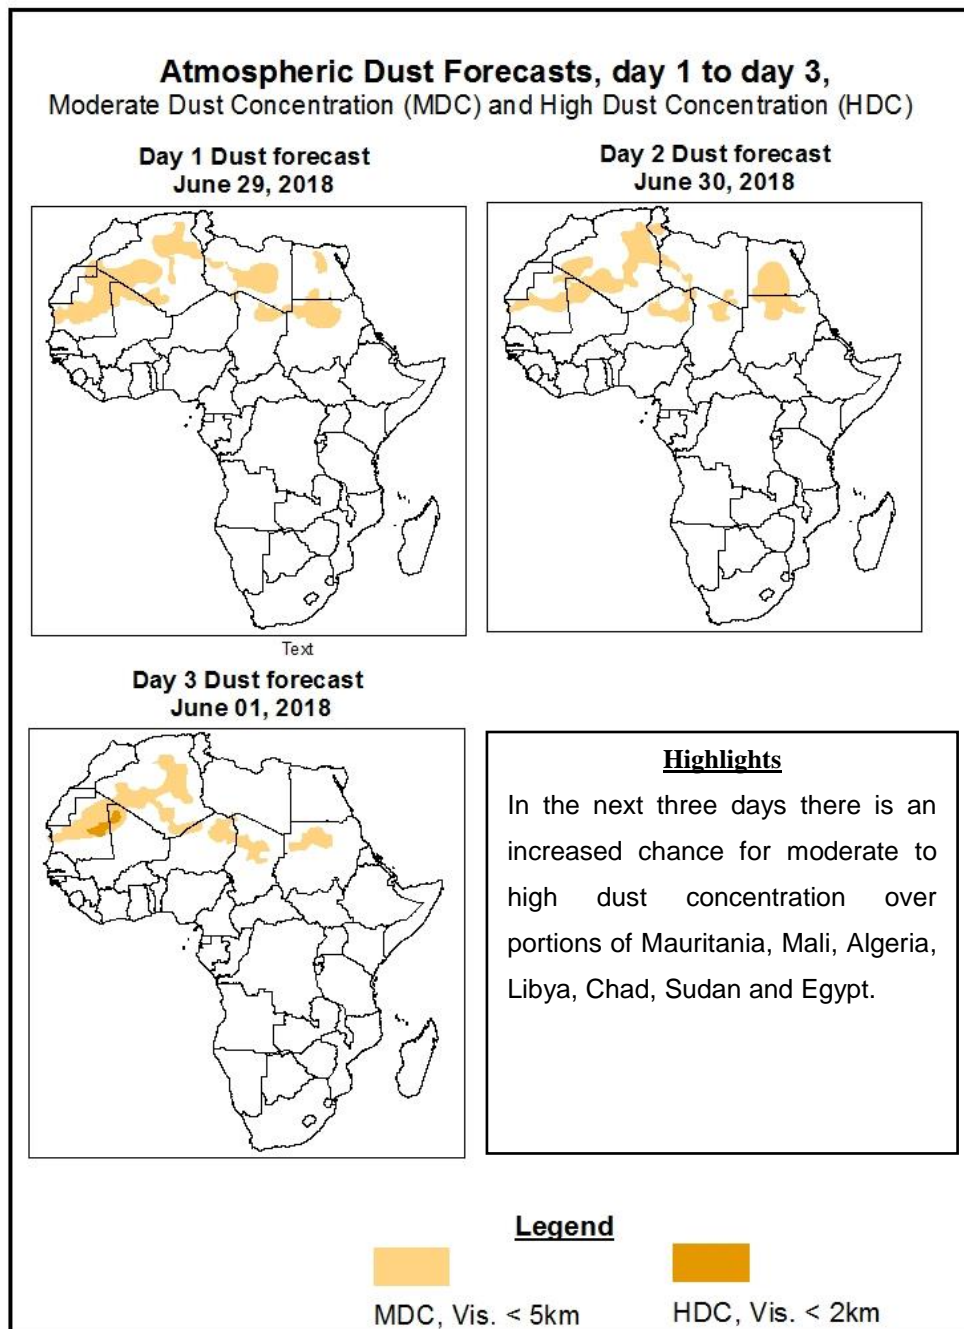 Atmospheric Dust Forecasts, day 1 to day 3,
Moderate Dust Concentration (MDC) and High Dust Concentration (HDC)
Day 1 Dust forecast
June 29, 2018
Day 2 Dust forecast
June 30, 2018
Text
Day 3 Dust forecast
June 01, 2018
Highlights
In the next three days there is an
increased chance for moderate to
high dust concentration over
portions of Mauritania, Mali, Algeria,
Libya, Chad, Sudan and Egypt.
Legend
MDC, Vis. < 5km
HDC, Vis. < 2km